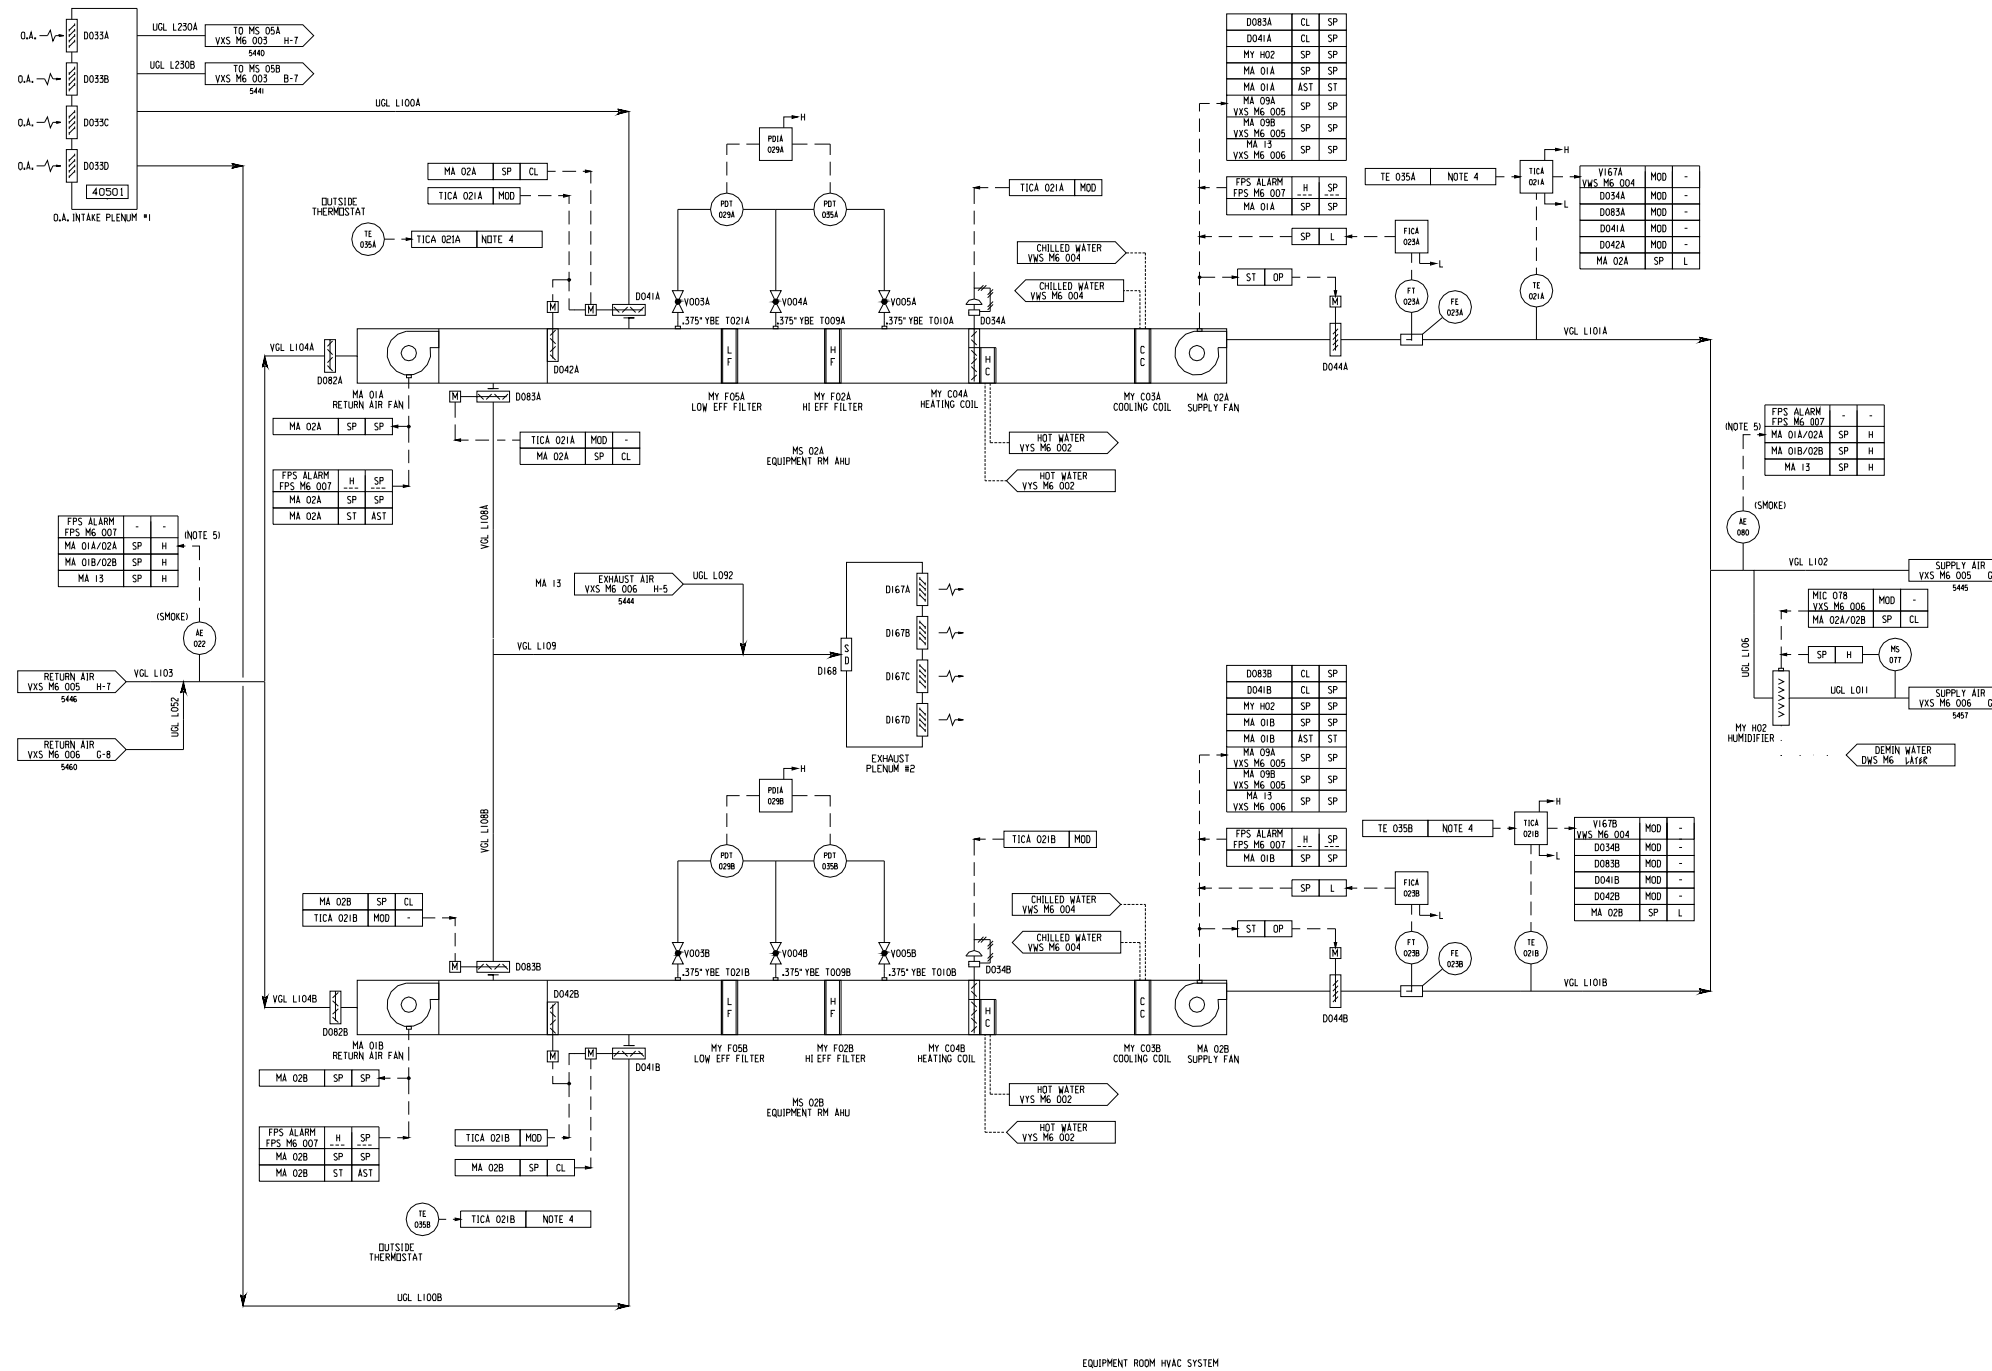 O.A.
D033A
UGL L230A
TO MS 05A
VXS M6 003 H-7
5440
O.A.
D033B
UGL L230B
TO MS 05B
VXS M6 003 B-7
5441
O.A.
D033C
UGL L100A
O.A.
D033D
40501
O.A. INTAKE PLENUM #1
MA 02A SP CL
TICA 021A MOD
OUTSIDE
THERMOSTAT
TE
035A
TICA 021A NOTE 4
M
M
D041A
PDIA
029A
H
PDT
029A
PDT
035A
V003A
V004A
V005A
.375" YBE T021A
.375" YBE T009A
.375" YBE T010A
TICA 021A MOD
CHILLED WATER
VWS M6 004
CHILLED WATER
VWS M6 004
D034A
D083A CL SP
D041A CL SP
MY H02 SP SP
MA 01A SP SP
MA 01A AST ST
MA 09A
VXS M6 005 SP SP
MA 09B
VXS M6 005 SP SP
MA 13
VXS M6 006 SP SP
FPS ALARM
FPS M6 007 H SP
--- ---
MA 01A SP SP
SP L
FICA
023A
L
ST OP
M
FT
023A
FE
023A
TE 035A NOTE 4
TICA
021A
H
L
TE
021A
V167A
VWS M6 004 MOD -
D034A MOD -
D083A MOD -
D041A MOD -
D042A MOD -
MA 02A SP L
VGL L101A
D044A
VGL L104A
D082A
MA 01A
RETURN AIR FAN
D042A
M
D083A
L
F
H
F
H
C
C
C
MY F05A
LOW EFF FILTER
MY F02A
HI EFF FILTER
MY C04A
HEATING COIL
MY C03A
COOLING COIL
MA 02A
SUPPLY FAN
MA 02A SP SP
TICA 021A MOD -
MA 02A SP CL
FPS ALARM
FPS M6 007 H SP
--- ---
MA 02A SP SP
MA 02A ST AST
MS 02A
EQUIPMENT RM AHU
HOT WATER
VYS M6 002
HOT WATER
VYS M6 002
VGL L108A
FPS ALARM
FPS M6 007 - -
MA 01A/02A SP H
MA 01B/02B SP H
MA 13 SP H
(NOTE 5)
(SMOKE)
AE
022
RETURN AIR
VXS M6 005 H-7
5446
VGL L103
UGL L052
RETURN AIR
VXS M6 006 G-8
5460
MA 13
EXHAUST AIR
VXS M6 006 H-5
5444
UGL L092
VGL L109
S
D
D168
D167A
D167B
D167C
D167D
EXHAUST
PLENUM #2
(NOTE 5)
FPS ALARM
FPS M6 007 - -
MA 01A/02A SP H
MA 01B/02B SP H
MA 13 SP H
(SMOKE)
AE
080
VGL L102
SUPPLY AIR
VXS M6 005 G
5445
MIC 078
VXS M6 006 MOD -
MA 02A/02B SP CL
SP H
MS
077
UGL L106
UGL L011
SUPPLY AIR
VXS M6 006 G
5457
MY H02
HUMIDIFIER
DEMIN WATER
DWS M6 LATER
VGL L108B
PDIA
029B
H
PDT
029B
PDT
035B
V003B
V004B
V005B
.375" YBE T021B
.375" YBE T009B
.375" YBE T010B
TICA 021B MOD
CHILLED WATER
VWS M6 004
CHILLED WATER
VWS M6 004
D034B
D083B CL SP
D041B CL SP
MY H02 SP SP
MA 01B SP SP
MA 01B AST ST
MA 09A
VXS M6 005 SP SP
MA 09B
VXS M6 005 SP SP
MA 13
VXS M6 006 SP SP
FPS ALARM
FPS M6 007 H SP
--- ---
MA 01B SP SP
SP L
FICA
023B
L
ST OP
M
FT
023B
FE
023B
TE 035B NOTE 4
TICA
021B
H
L
TE
021B
V167B
VWS M6 004 MOD -
D034B MOD -
D083B MOD -
D041B MOD -
D042B MOD -
MA 02B SP L
VGL L101B
D044B
MA 02B SP CL
TICA 021B MOD -
M
D083B
VGL L104B
D082B
D042B
MA 01B
RETURN AIR FAN
M
M
D041B
L
F
H
F
H
C
C
C
MY F05B
LOW EFF FILTER
MY F02B
HI EFF FILTER
MY C04B
HEATING COIL
MY C03B
COOLING COIL
MA 02B
SUPPLY FAN
MA 02B SP SP
FPS ALARM
FPS M6 007 H SP
--- ---
MA 02B SP SP
MA 02B ST AST
TICA 021B MOD
MA 02B SP CL
MS 02B
EQUIPMENT RM AHU
HOT WATER
VYS M6 002
HOT WATER
VYS M6 002
TE
035B
TICA 021B NOTE 4
OUTSIDE
THERMOSTAT
UGL L100B
EQUIPMENT ROOM HVAC SYSTEM